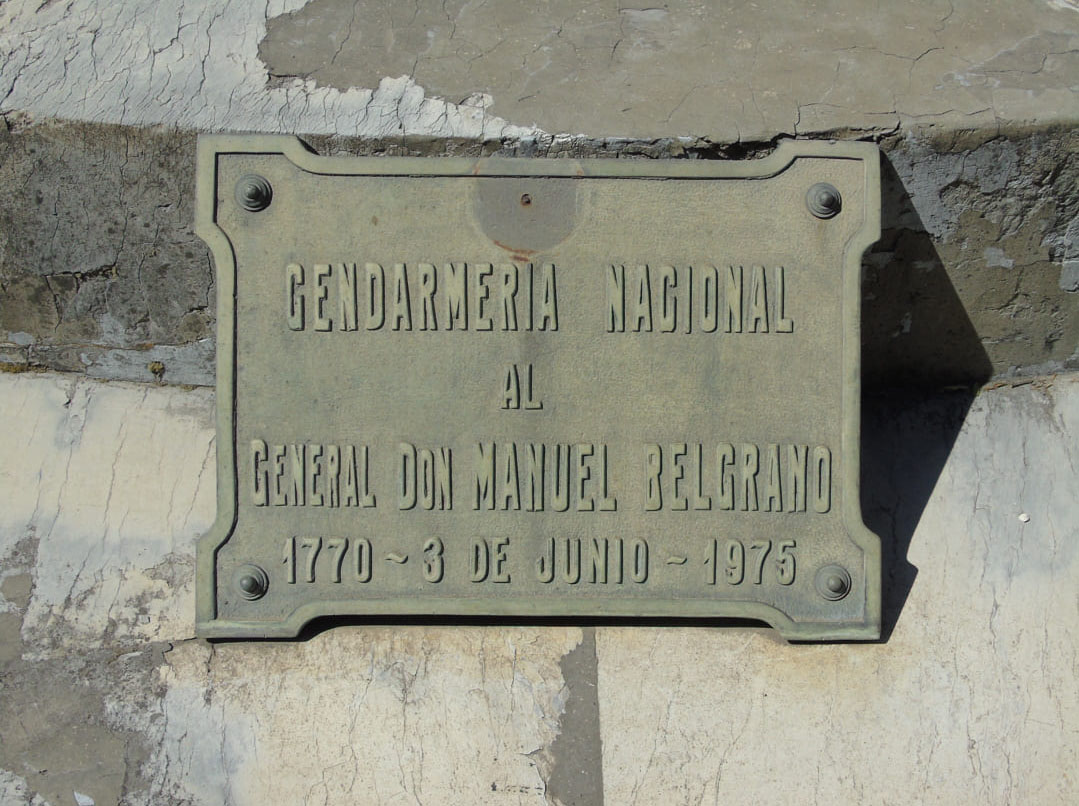 GENDARMERIA NACIONAL
AL
GENERAL DON MANUEL BELGRANO
1770 ~ 3 DE JUNIO ~ 1975